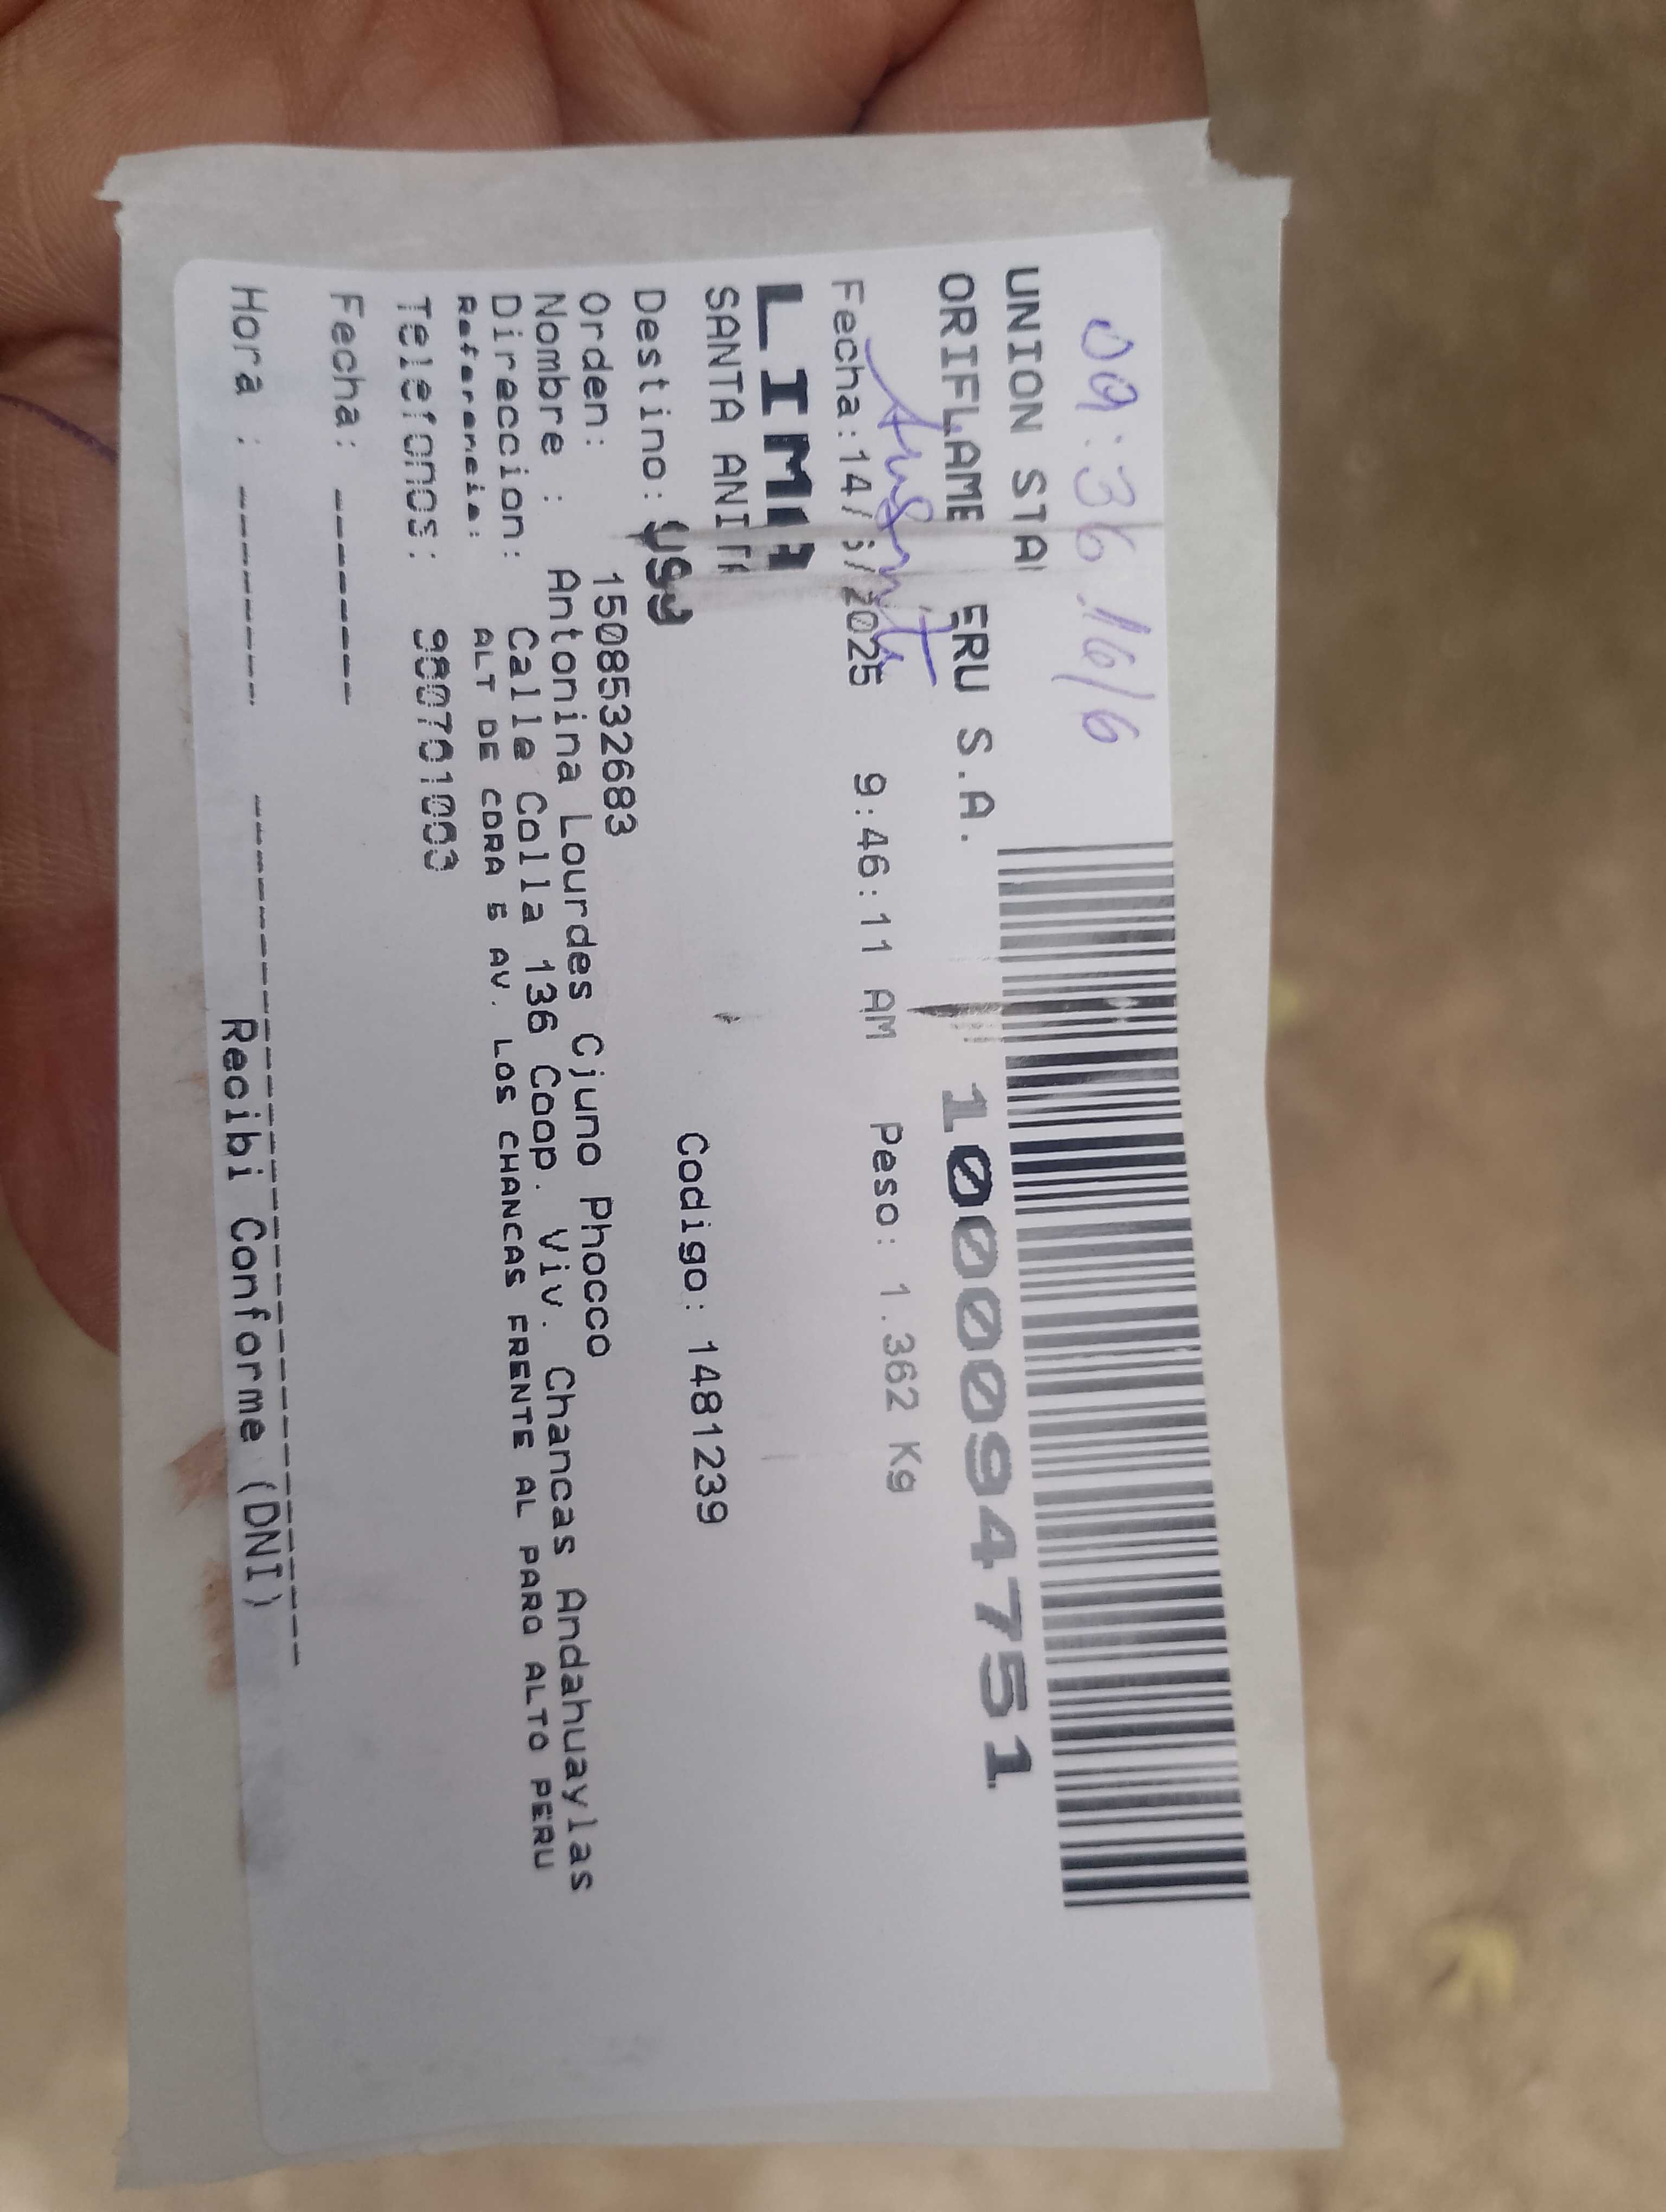 09:36 16/6
Ausente
UNION STA
ORIFLAME ERU S.A. 1000094751
Fecha:14/ /2025 9:46:11 AM Peso: 1.362 Kg
LIMA
SANTA ANI
Destino: Codigo: 1481239
Orden: 1508532683
Nombre : Antonina Lourdes Cjuno Phocco
Direccion: Calle Colla 136 Coop. Viv. Chancas Andahuaylas
Referencia: ALT DE CDRA 5 AV. LOS CHANCAS FRENTE AL PARQ ALTO PERU
Telefonos:
Fecha: ------
Hora : ------
Recibi Conforme (DNI)